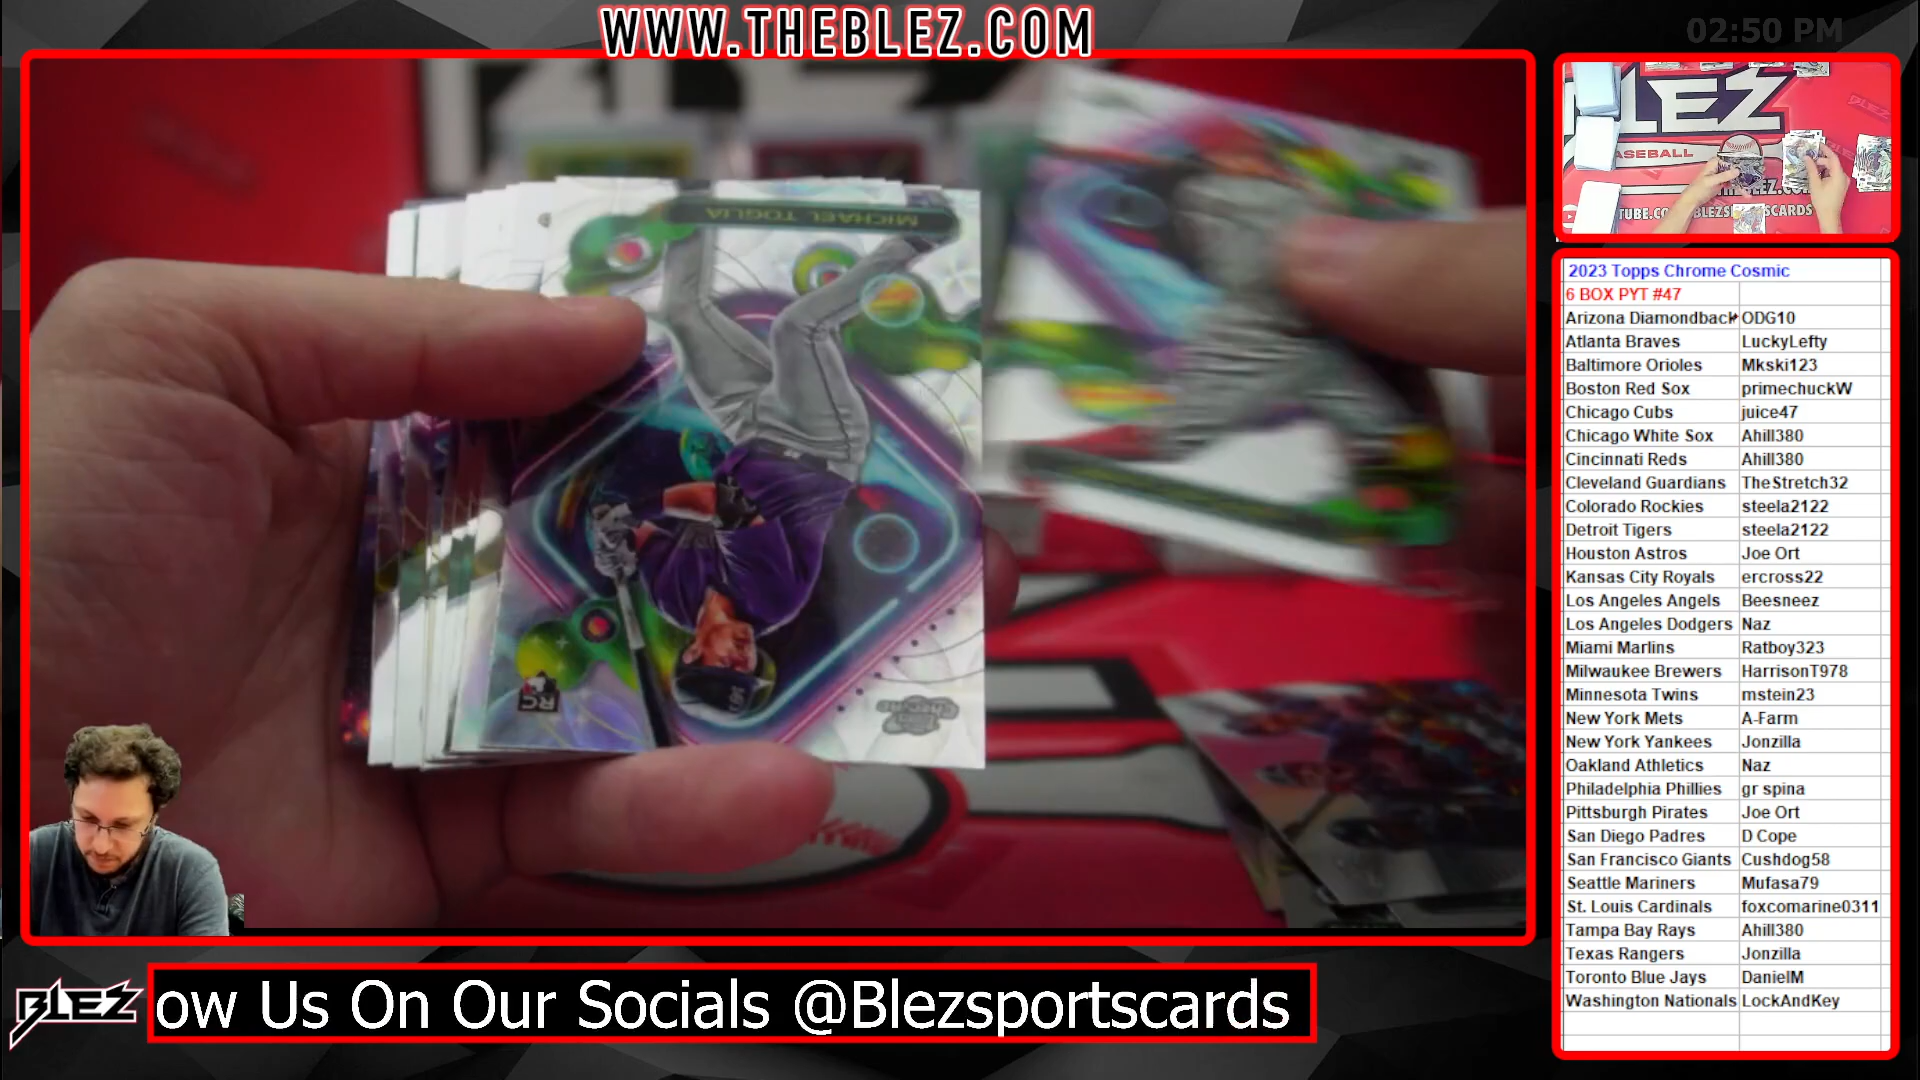 WWW.THEBLEZ.COM
02:50 PM
MICHAEL TOGLIA
RC
TOPPS CHROME
BLEZ
BASEBALL
2023 Topps Chrome Cosmic
6 BOX PYT #47
Arizona Diamondback ODG10
Atlanta Braves LuckyLefty
Baltimore Orioles Mkski123
Boston Red Sox primechuckW
Chicago Cubs juice47
Chicago White Sox Ahill380
Cincinnati Reds Ahill380
Cleveland Guardians TheStretch32
Colorado Rockies steela2122
Detroit Tigers steela2122
Houston Astros Joe Ort
Kansas City Royals ercross22
Los Angeles Angels Beesneez
Los Angeles Dodgers Naz
Miami Marlins Ratboy323
Milwaukee Brewers HarrisonT978
Minnesota Twins mstein23
New York Mets A-Farm
New York Yankees Jonzilla
Oakland Athletics Naz
Philadelphia Phillies gr spina
Pittsburgh Pirates Joe Ort
San Diego Padres D Cope
San Francisco Giants Cushdog58
Seattle Mariners Mufasa79
St. Louis Cardinals foxcomarine0311
Tampa Bay Rays Ahill380
Texas Rangers Jonzilla
Toronto Blue Jays DanielM
Washington Nationals LockAndKey
BLEZ
ow Us On Our Socials @Blezsportscards